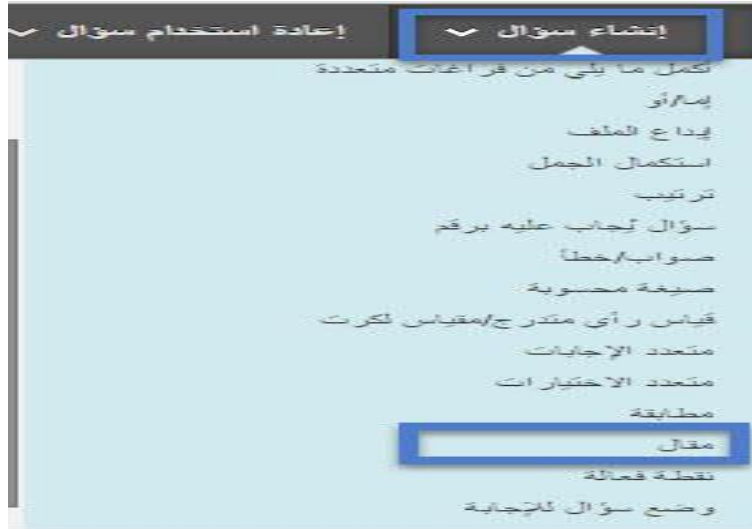 إنشاء سؤال إعادة استخدام سؤال
أكمل ما يلي من فراغات متعددة
إما/أو
إيداع الملف
استكمال الجمل
ترتيب
سؤال يُجاب عليه برقم
صواب/خطأ
صيغة محسوبة
قياس رأي متدرج/مقياس لكرت
متعدد الإجابات
متعدد الاختيارات
مطابقة
مقال
نقطة فعالة
وضع سؤال للإجابة